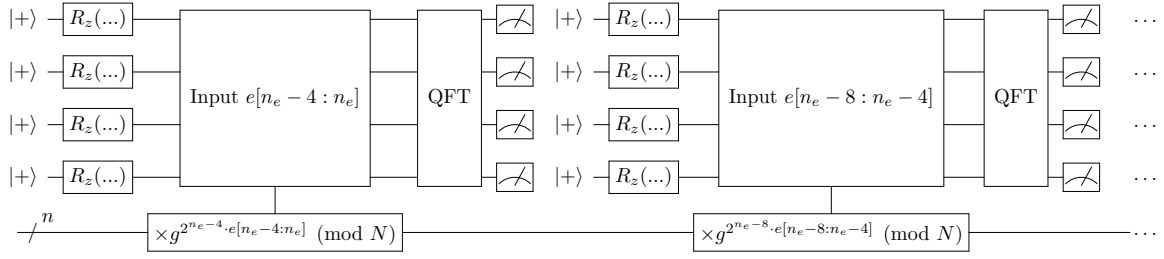 |+⟩ R_z(...) |+⟩ R_z(...) ...
|+⟩ R_z(...) Input e[n_e − 4 : n_e] QFT |+⟩ R_z(...) Input e[n_e − 8 : n_e − 4] QFT ...
|+⟩ R_z(...) |+⟩ R_z(...) ...
|+⟩ R_z(...) |+⟩ R_z(...) ...
n
×g^{2^{n_e−4}·e[n_e−4:n_e]} (mod N) ×g^{2^{n_e−8}·e[n_e−8:n_e−4]} (mod N) ...